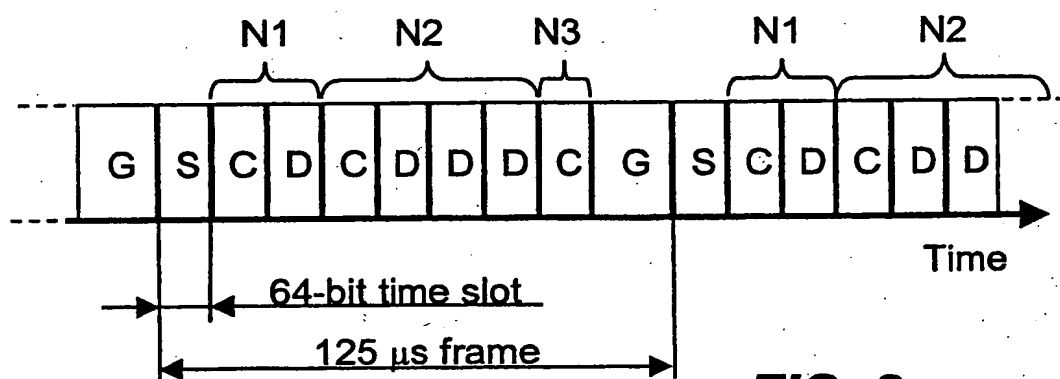 N1 N2 N3 N1 N2
G S C D C D D D C G S C D C D D
Time
64-bit time slot
125 μs frame